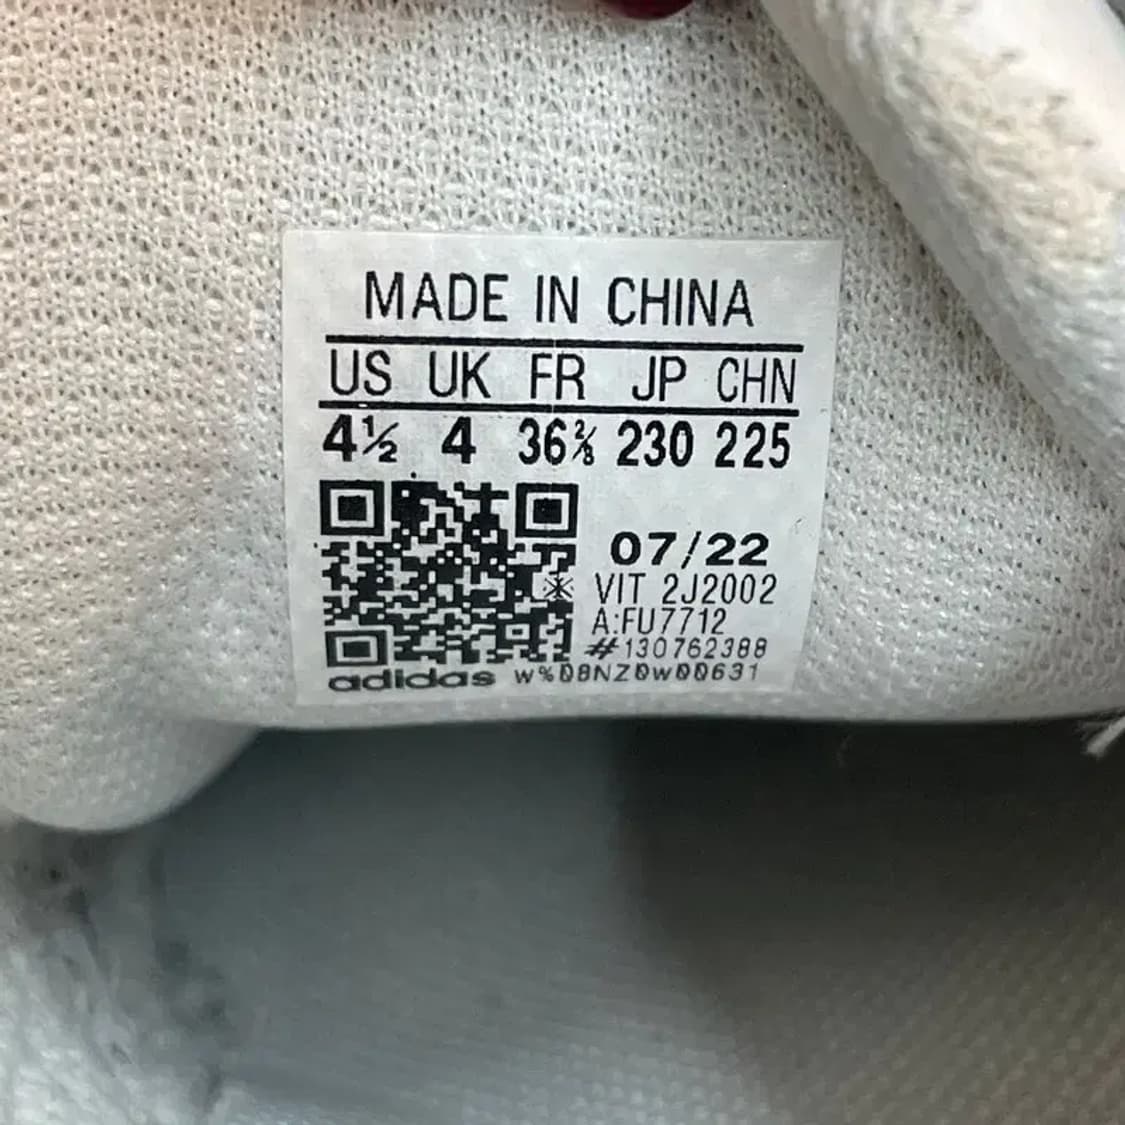 MADE IN CHINA
US UK FR JP CHN
4½ 4 36⅔ 230 225
07/22
VIT 2J2002
A:FU7712
#130762388
adidas W%08NZ0W00631